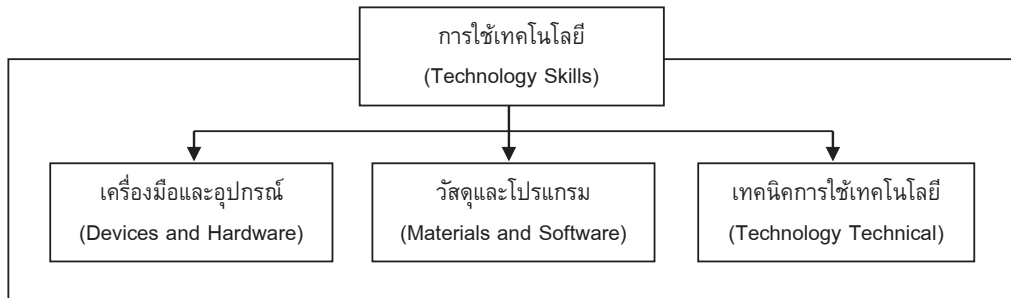 การใช้เทคโนโลยี
(Technology Skills)
เครื่องมือและอุปกรณ์
(Devices and Hardware)
วัสดุและโปรแกรม
(Materials and Software)
เทคนิคการใช้เทคโนโลยี
(Technology Technical)